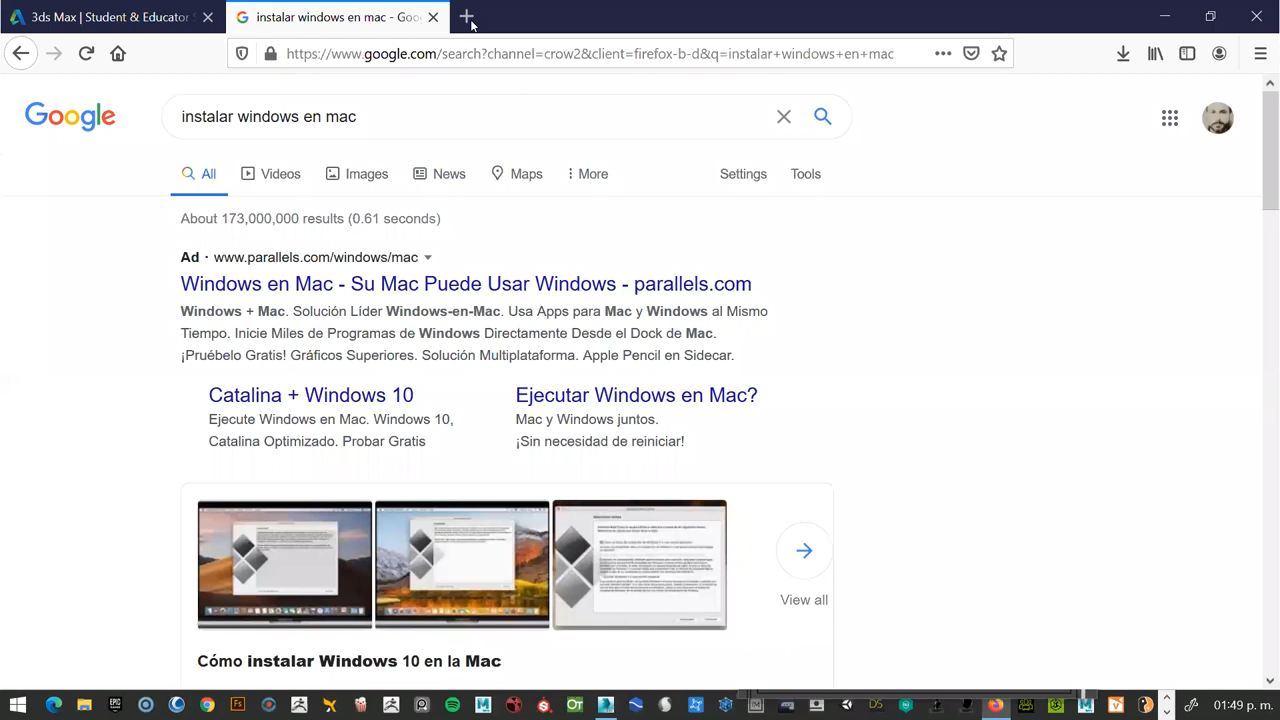 3ds Max | Student & Educator
instalar windows en mac - Goo
https://www.google.com/search?channel=crow2&client=firefox-b-d&q=instalar+windows+en+mac
Google
instalar windows en mac
All
Videos
Images
News
Maps
More
Settings
Tools
About 173,000,000 results (0.61 seconds)
Ad · www.parallels.com/windows/mac
Windows en Mac - Su Mac Puede Usar Windows - parallels.com
Windows + Mac. Solución Líder Windows-en-Mac. Usa Apps para Mac y Windows al Mismo
Tiempo. Inicie Miles de Programas de Windows Directamente Desde el Dock de Mac.
¡Pruébelo Gratis! Gráficos Superiores. Solución Multiplataforma. Apple Pencil en Sidecar.
Catalina + Windows 10
Ejecute Windows en Mac. Windows 10,
Catalina Optimizado. Probar Gratis
Ejecutar Windows en Mac?
Mac y Windows juntos.
¡Sin necesidad de reiniciar!
View all
Cómo instalar Windows 10 en la Mac
01:49 p. m.